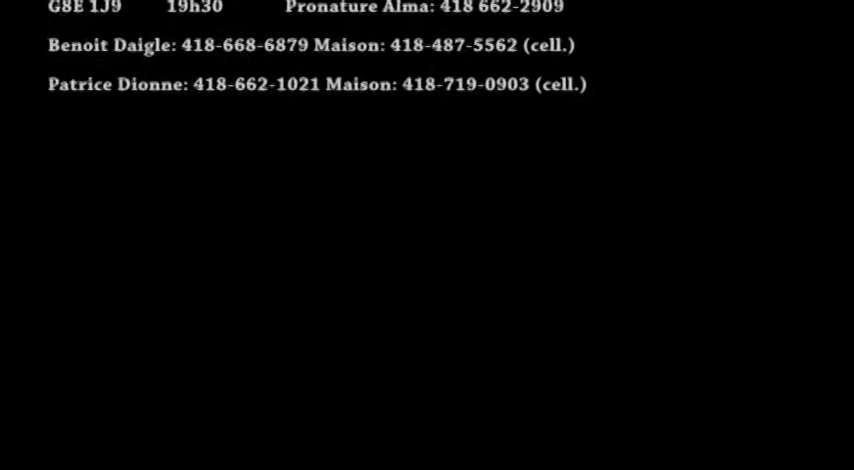 G8E 1J9 19h30 Pronature Alma: 418 662-2909
Benoit Daigle: 418-668-6879 Maison: 418-487-5562 (cell.)
Patrice Dionne: 418-662-1021 Maison: 418-719-0903 (cell.)